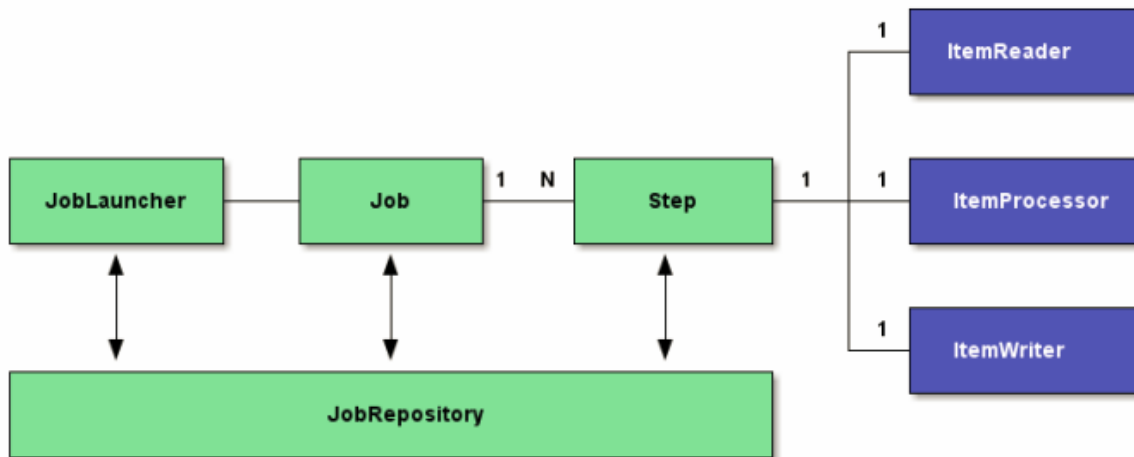 1
ItemReader
JobLauncher
Job
1 N
Step
1 1
ItemProcessor
1
ItemWriter
JobRepository